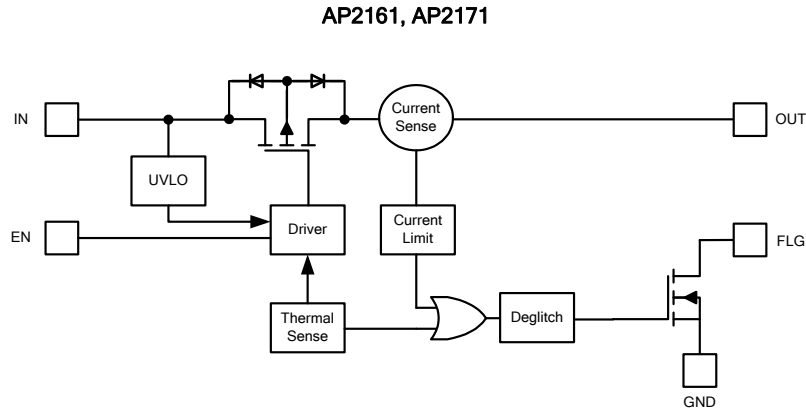 AP2161, AP2171
IN
Current
Sense
OUT
UVLO
EN
Driver
Current
Limit
FLG
Thermal
Sense
Deglitch
GND